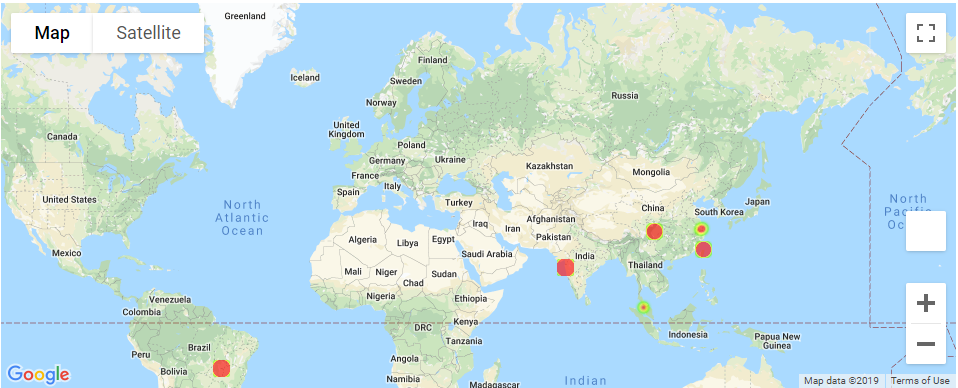 Map
Satellite
Greenland
Iceland
Finland
Sweden
Norway
Russia
Canada
United
Kingdom
Poland
Germany
Ukraine
Kazakhstan
Mongolia
France
Italy
Spain
Turkey
United States
North
Atlantic
Ocean
Iraq
Iran
Afghanistan
Pakistan
China
South Korea
Japan
North
Pacific
Algeria
Libya
Egypt
Saudi Arabia
India
Thailand
Mexico
Mali
Niger
Chad
Sudan
Nigeria
Ethiopia
Venezuela
Colombia
DRC
Kenya
Tanzania
Indonesia
Papua New
Guinea
Peru
Brazil
Bolivia
Angola
Namibia
Madagascar
Indian
Google
Map data ©2019
Terms of Use